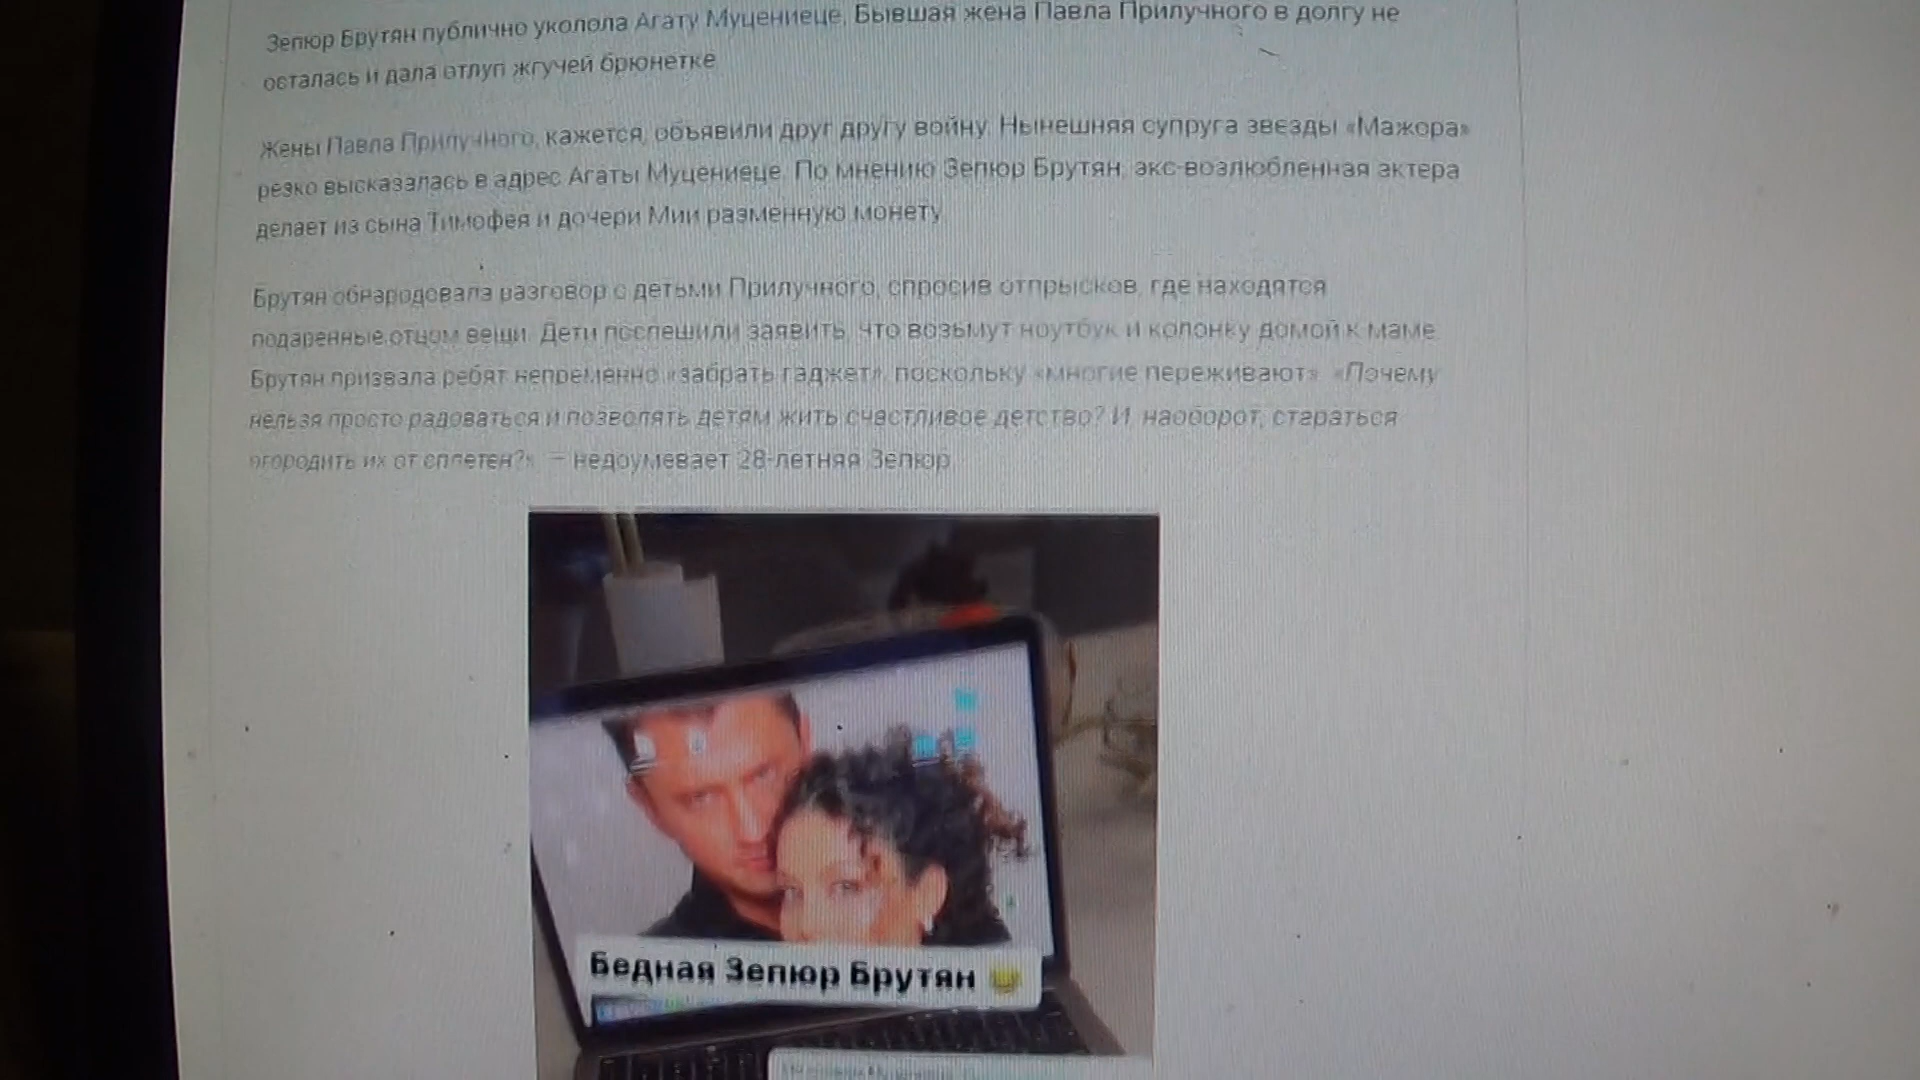 Зепюр Брутян публично уколола Агату Муцениеце. Бывшая жена Павла Прилучного в долгу не
осталась и дала отлуп жгучей брюнетке
Жены Павла Прилучного, кажется, объявили друг другу войну. Нынешняя супруга звезды «Мажора»
резко высказалась в адрес Агаты Муцениеце. По мнению Зепюр Брутян, экс-возлюбленная актера
делает из сына Тимофея и дочери Мии разменную монету
Брутян обнародовала разговор с детьми Прилучного, спросив отпрысков, где находятся
подаренные отцом вещи. Дети поспешили заявить, что возьмут ноутбук и колонку домой к маме.
Брутян призвала ребят непременно «забрать гаджет», поскольку «многие переживают». «Почему
нельзя просто радоваться и позволять детям жить счастливое детство? И, наоборот, стараться
огородить их от сплетен?» – недоумевает 28-летняя Зепюр.
Бедная Зепюр Брутян